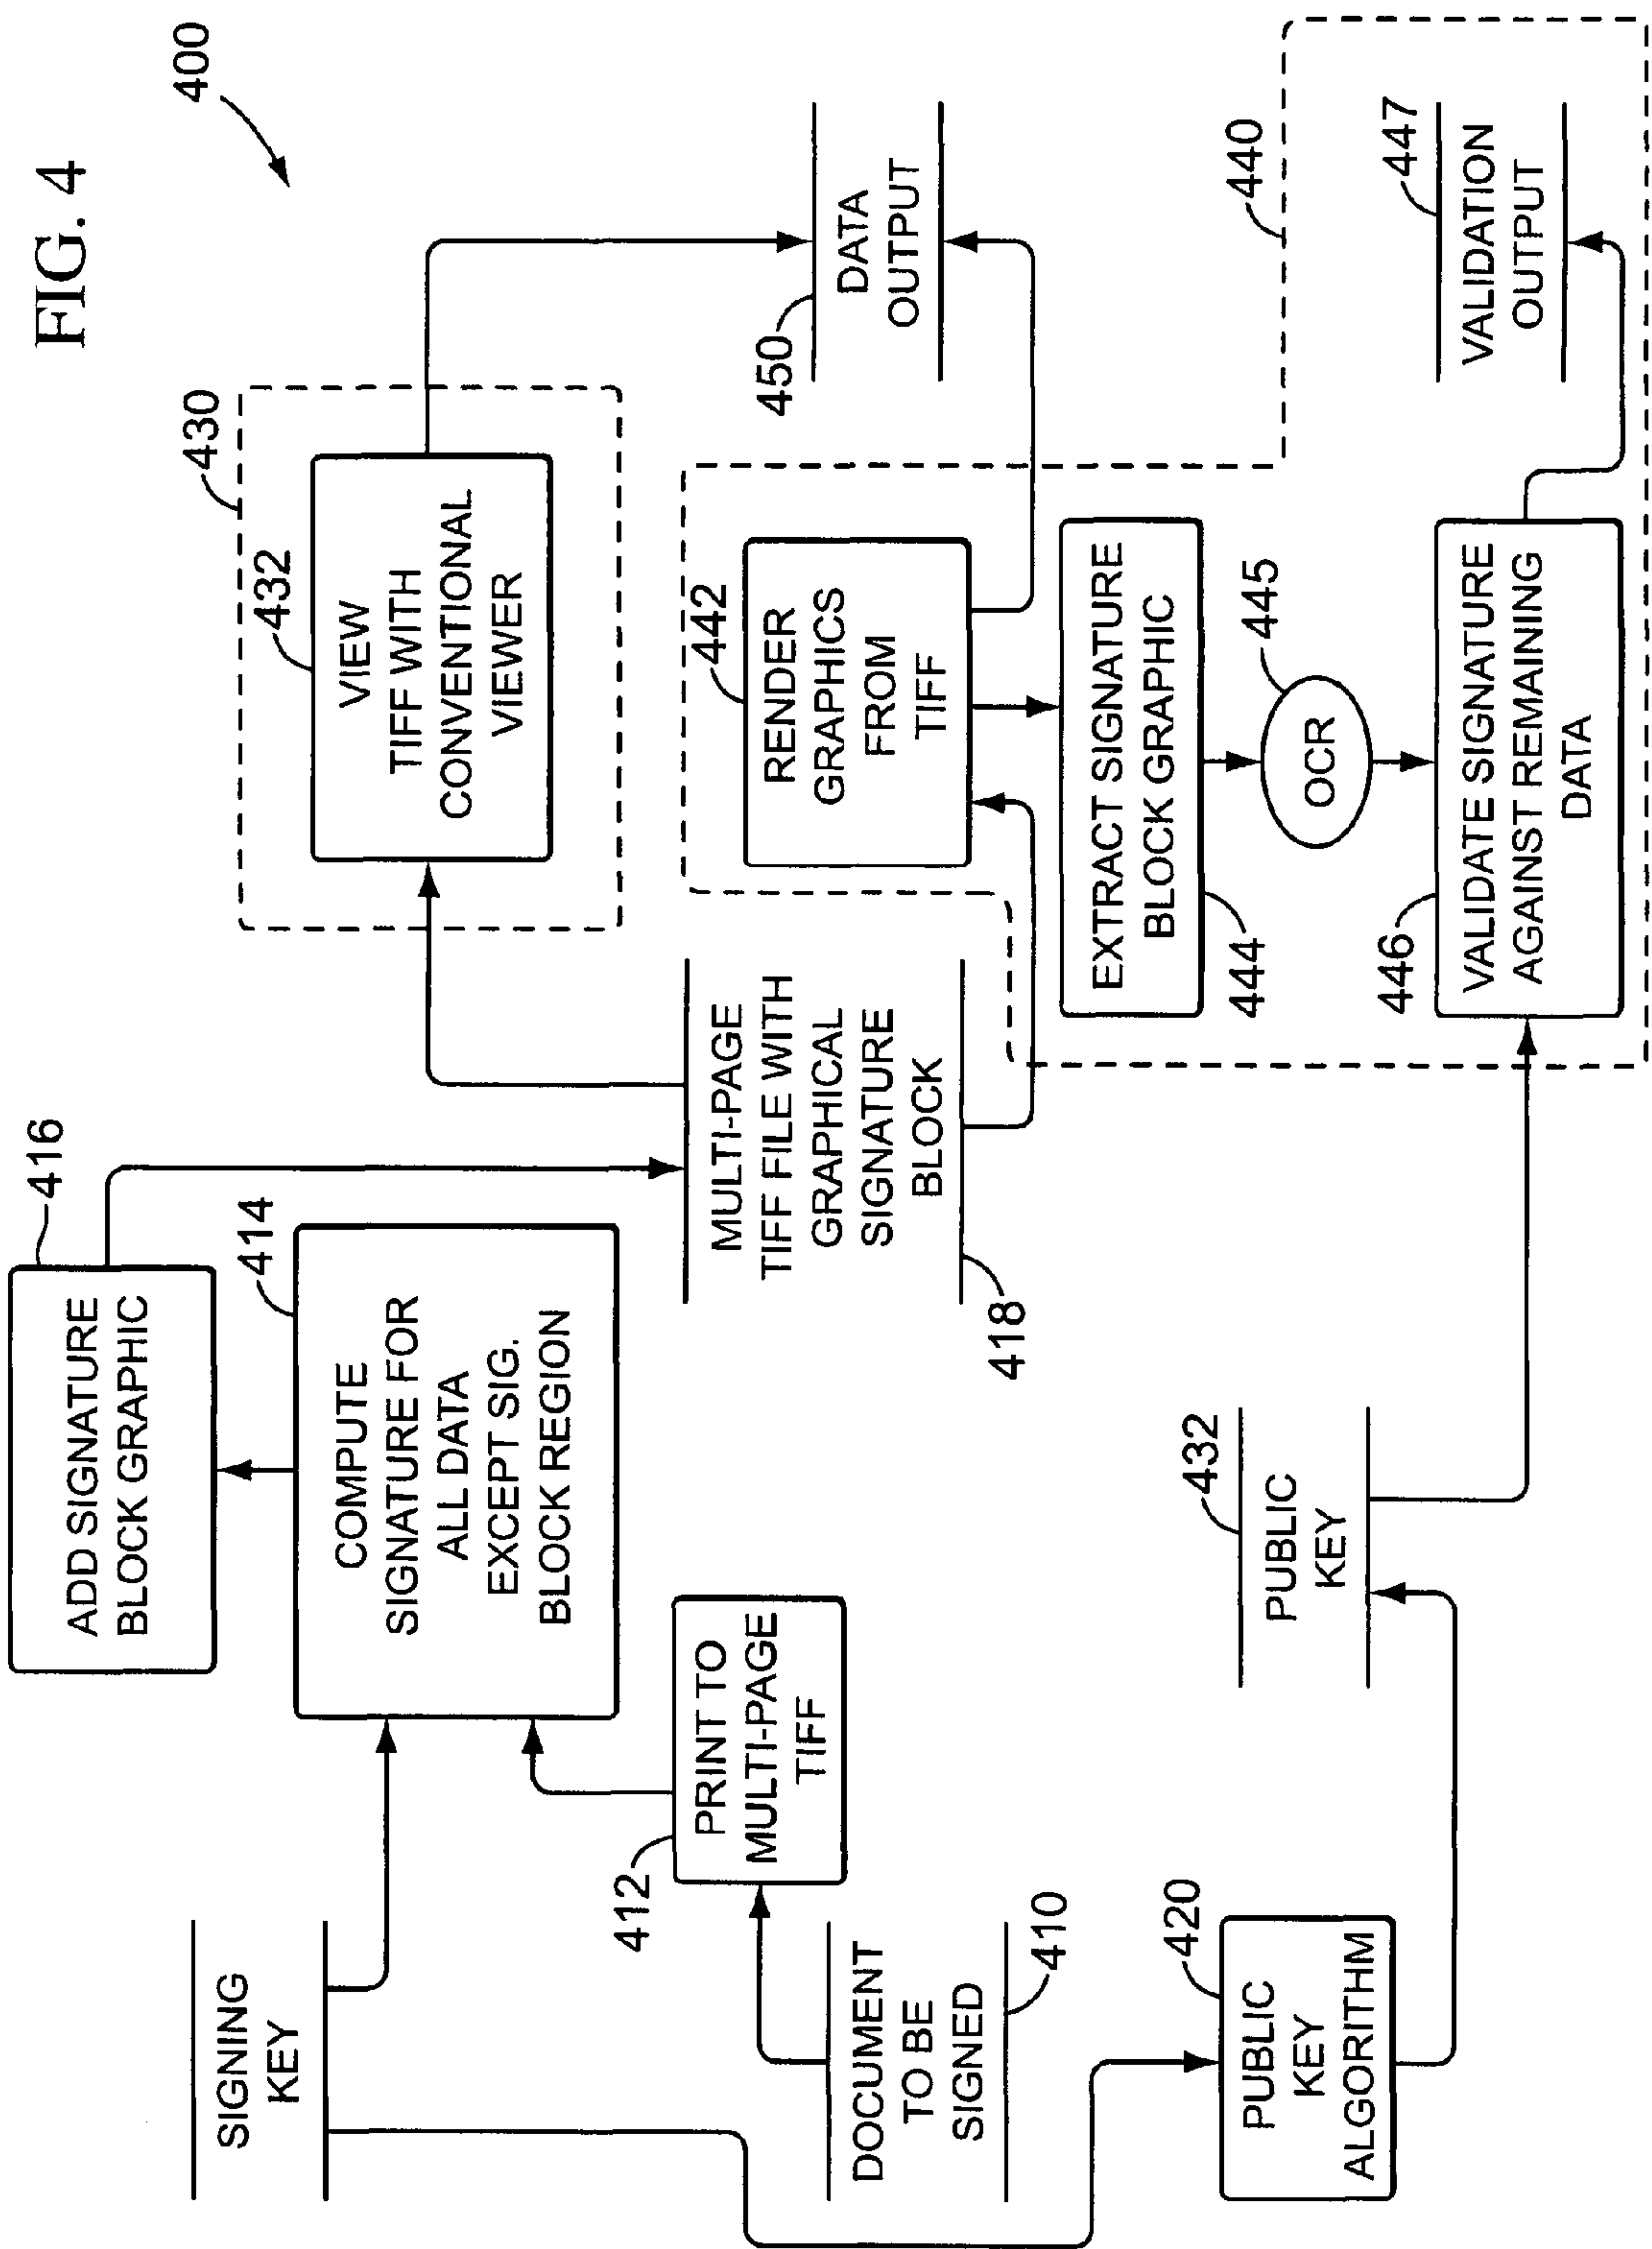 FIG. 4
400
416
ADD SIGNATURE
BLOCK GRAPHIC
414
COMPUTE
SIGNATURE FOR
ALL DATA
EXCEPT SIG.
BLOCK REGION
SIGNING
KEY
412
PRINT TO
MULTI-PAGE
TIFF
DOCUMENT
TO BE
SIGNED
410
420
PUBLIC
KEY
ALGORITHM
432
PUBLIC
KEY
MULTI-PAGE
TIFF FILE WITH
GRAPHICAL
SIGNATURE
BLOCK
418
430
432
VIEW
TIFF WITH
CONVENTIONAL
VIEWER
450
DATA
OUTPUT
440
442
RENDER
GRAPHICS
FROM
TIFF
EXTRACT SIGNATURE
BLOCK GRAPHIC
444
445
OCR
446
VALIDATE SIGNATURE
AGAINST REMAINING
DATA
447
VALIDATION
OUTPUT